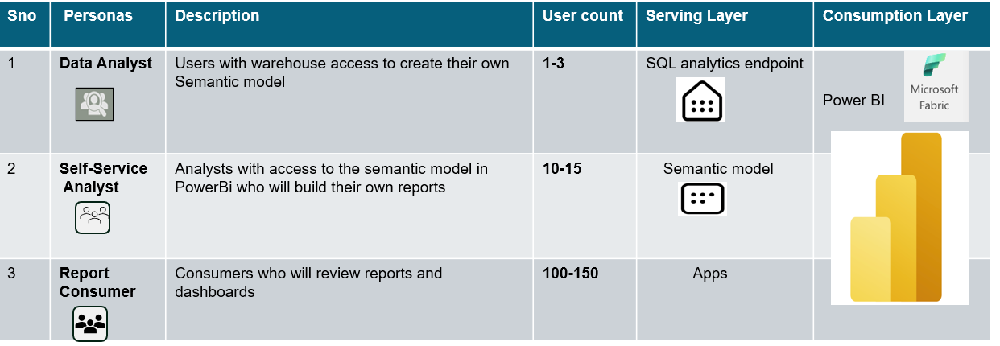 Sno
Personas
Description
User count
Serving Layer
Consumption Layer
1
Data Analyst
Users with warehouse access to create their own
Semantic model
1-3
SQL analytics endpoint
Power BI
Microsoft
Fabric
2
Self-Service
Analyst
Analysts with access to the semantic model in
PowerBi who will build their own reports
10-15
Semantic model
3
Report
Consumer
Consumers who will review reports and
dashboards
100-150
Apps